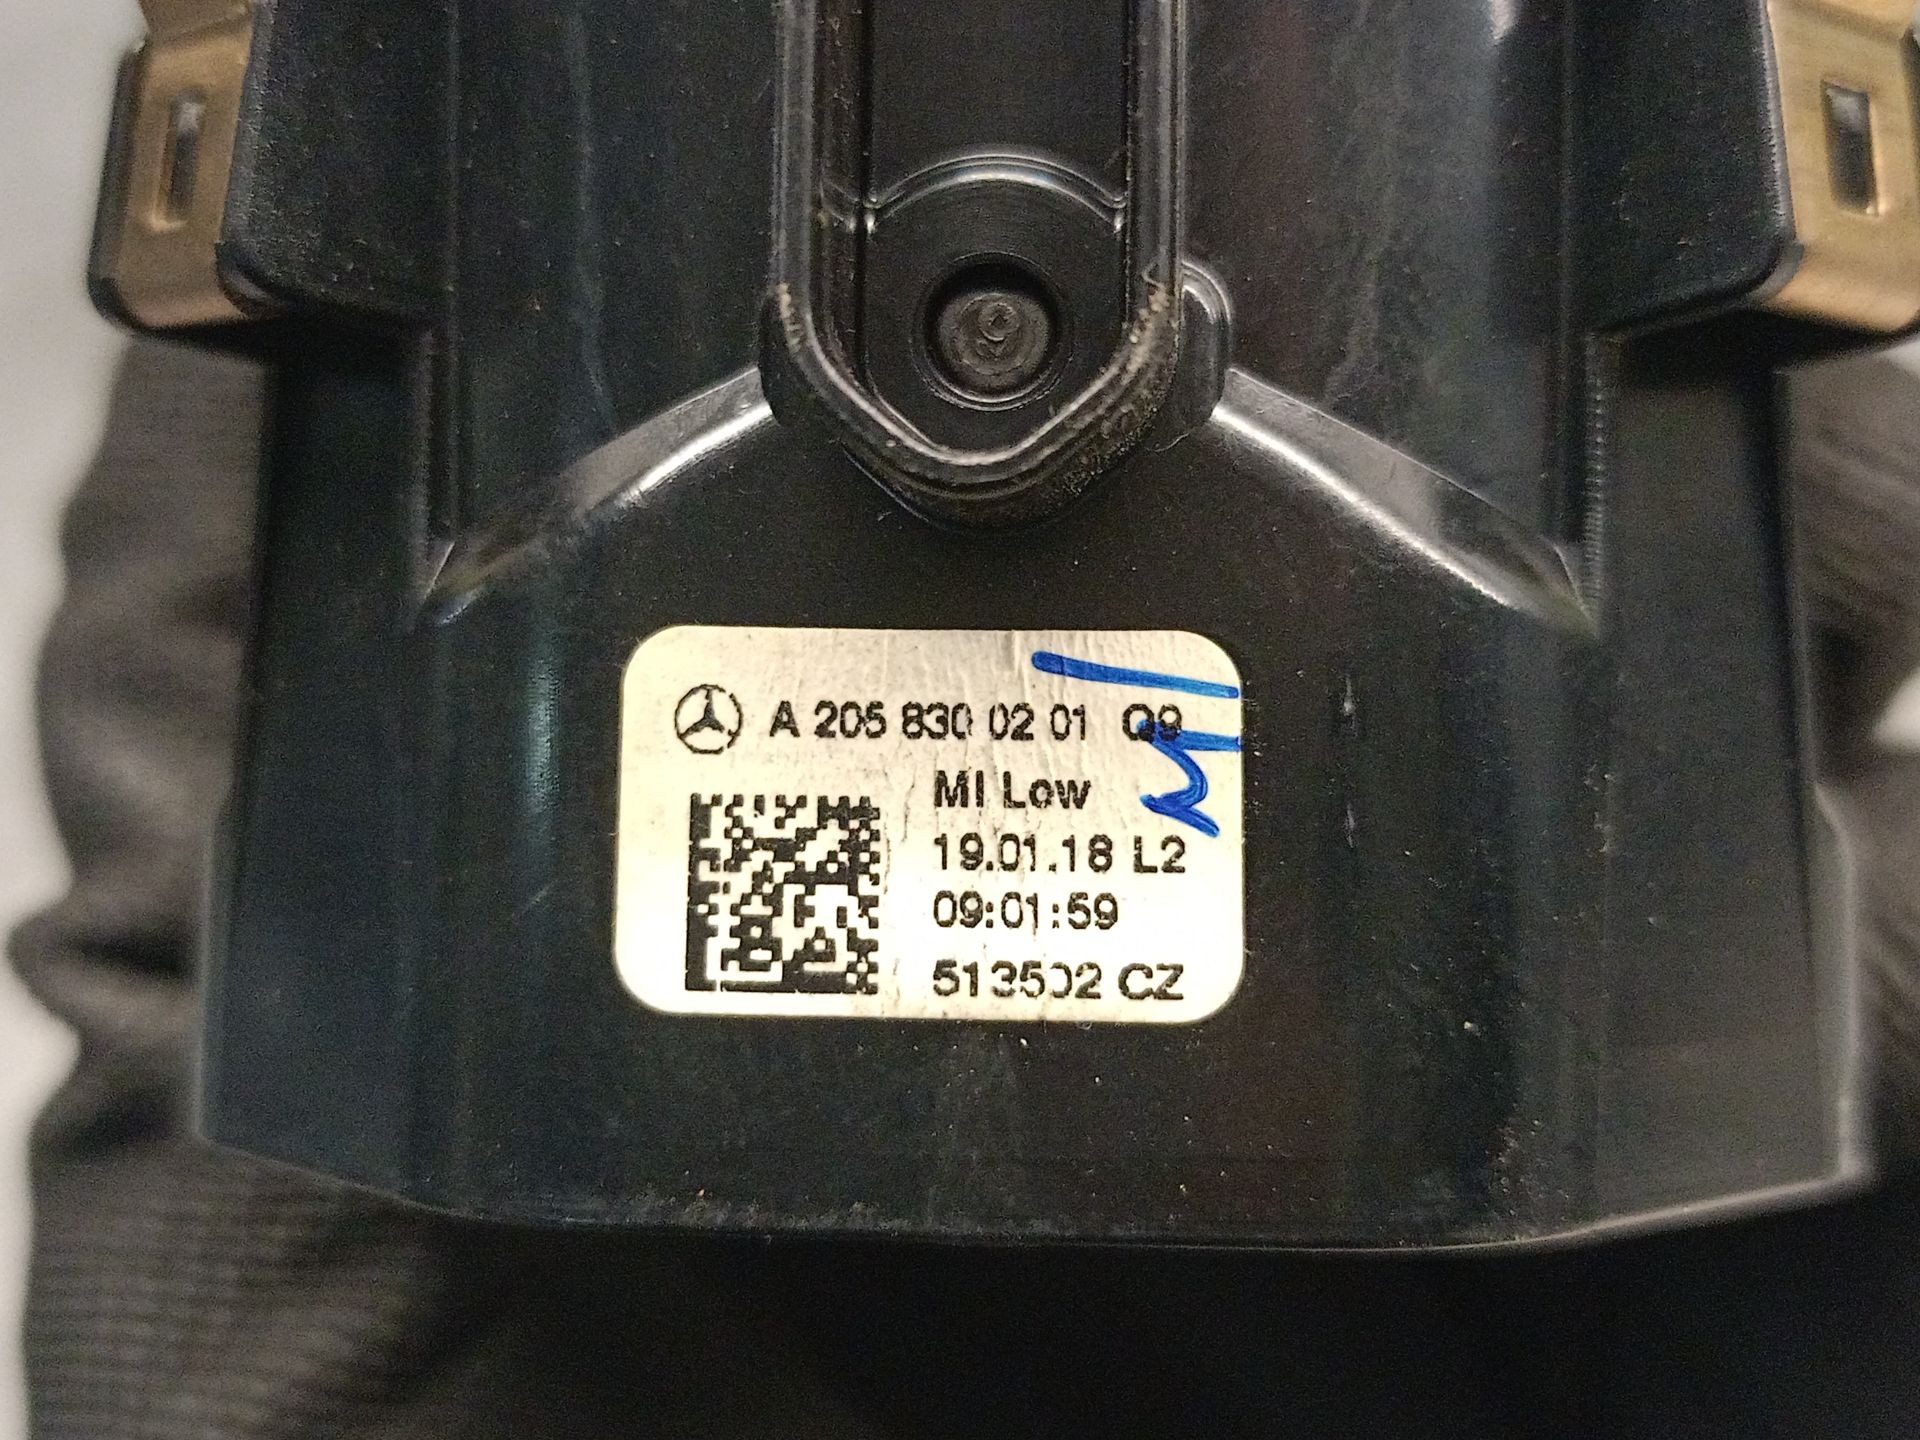 A 205 830 02 01 Q9
MI Low
19.01.18 L2
09:01:59
513502 CZ